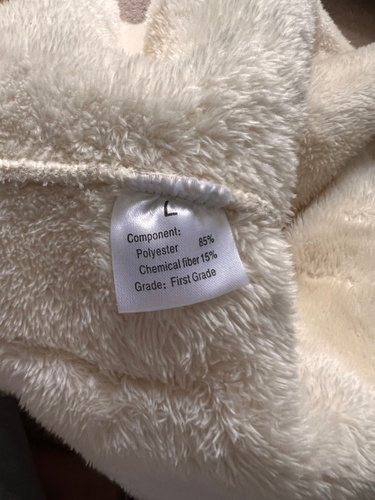 L
Component:
Polyester 85%
Chemical fiber 15%
Grade: First Grade